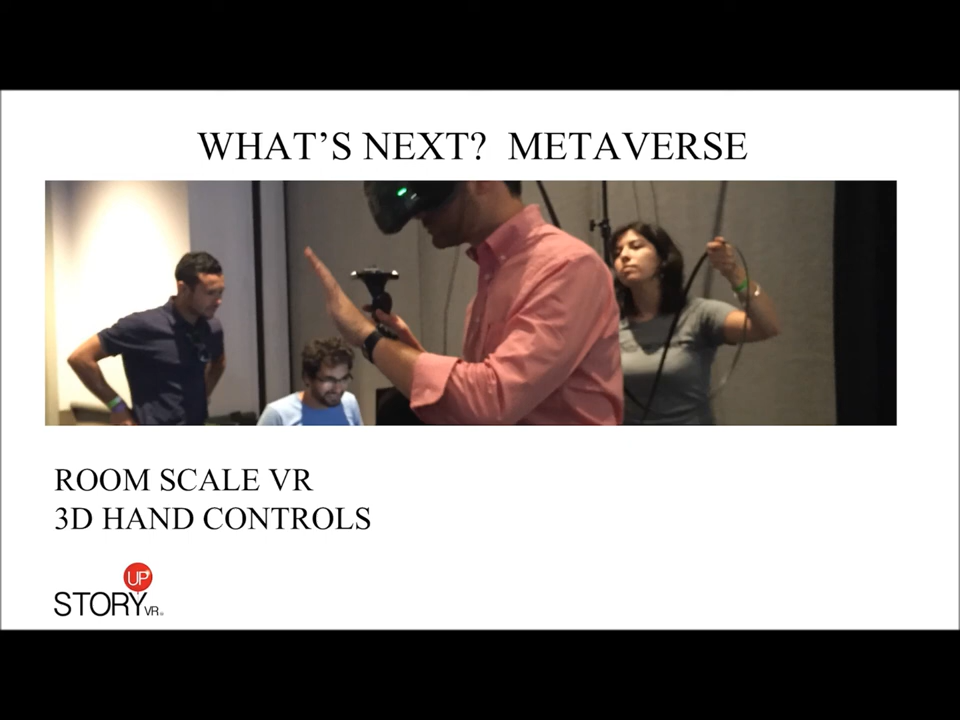 WHAT'S NEXT? METAVERSE
ROOM SCALE VR
3D HAND CONTROLS
UP
STORY VR